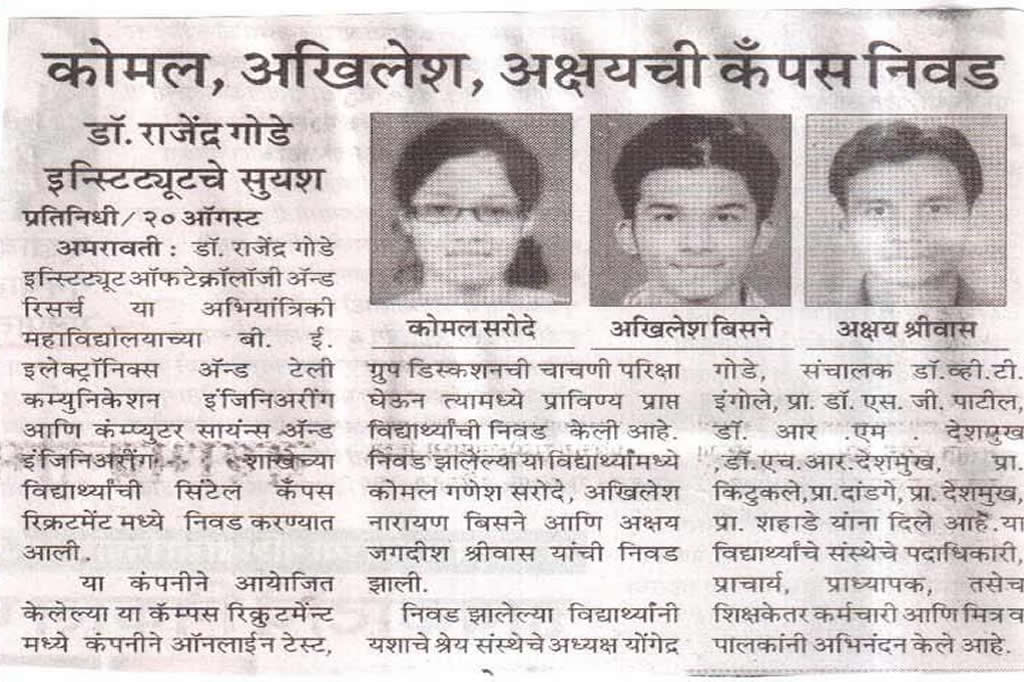 कोमल, अखिलेश, अक्षयची कँपस निवड
डॉ. राजेंद्र गोडे
इन्स्टिट्यूटचे सुयश
प्रतिनिधी/२० ऑगस्ट
अमरावती : डॉ. राजेंद्र गोडे
इन्स्टिट्यूट ऑफ टेक्रॉलॉजी ॲन्ड
रिसर्च या अभियांत्रिकी
महाविद्योलयाच्या बी. ई.
इलेक्ट्रॉनिक्स ॲन्ड टेली
कम्युनिकेशन इंजिनिअरींग
आणि कंम्प्युटर सायंन्स ॲन्ड
इंजिनिअरींग शाखेच्या
विद्यार्थ्यांची सिंटेल कँपस
रिक्रटमेंट मध्ये निवड करण्यात
आली.
या कंपनीने आयोजित
केलेल्या या कॅम्पस रिक्रुटमेंन्ट
मध्ये कंपनीने ऑनलाईन टेस्ट,
कोमल सरोदे
अखिलेश बिसने
अक्षय श्रीवास
ग्रुप डिस्कशनची चाचणी परिक्षा
घेऊन त्यामध्ये प्राविण्य प्राप्त
विद्यार्थ्यांची निवड केली आहे.
निवड झालेल्या या विद्यार्थ्यांमध्ये
कोमल गणेश सरोदे, अखिलेश
नारायण बिसने आणि अक्षय
जगदीश श्रीवास यांची निवड
झाली.
निवड झालेल्या विद्यार्थ्यांनी
यशाचे श्रेय संस्थेचे अध्यक्ष योंगेद्र
गोडे, संचालक डॉ.व्ही.टी.
इंगोले, प्रा. डॉ. एस. जी. पाटील,
डॉ. आर .एम . देशमुख
.डॉ.एच.आर.देशमुख, प्रा.
किटुकले,प्रा.दांडगे, प्रा. देशमुख,
प्रा. शहाडे यांना दिले आहे.या
विद्यार्थ्यांचे संस्थेचे पदाधिकारी,
प्राचार्य, प्राध्यापक, तसेच
शिक्षकेतर कर्मचारी आणि मित्र व
पालकांनी अभिनंदन केले आहे.